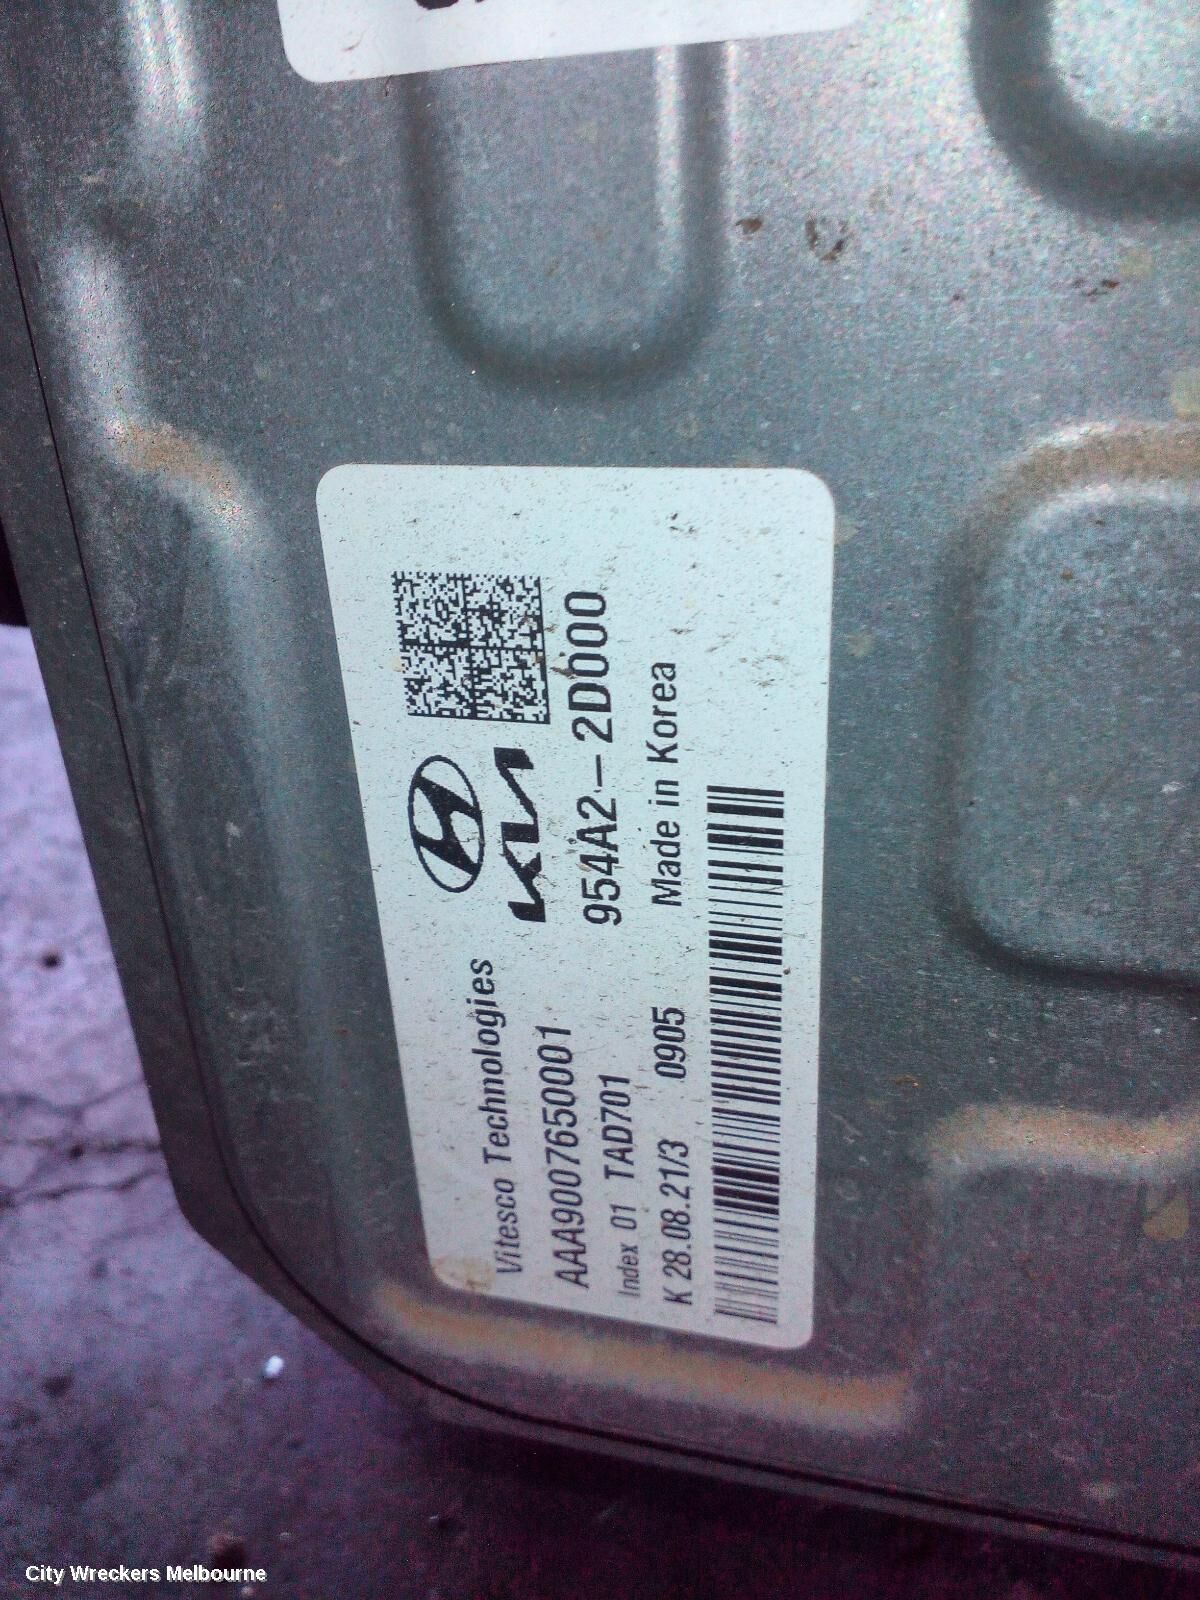 Vitesco Technologies
AAA9007650001
Index 01 TAD701
K 28.08.21/3 0905
KIA
954A2-2D000
Made in Korea
City Wreckers Melbourne